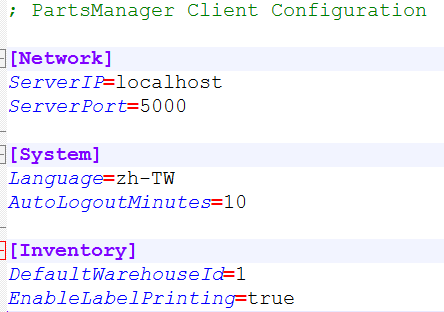 ; PartsManager Client Configuration
[Network]
ServerIP=localhost
ServerPort=5000
[System]
Language=zh-TW
AutoLogoutMinutes=10
[Inventory]
DefaultWarehouseId=1
EnableLabelPrinting=true